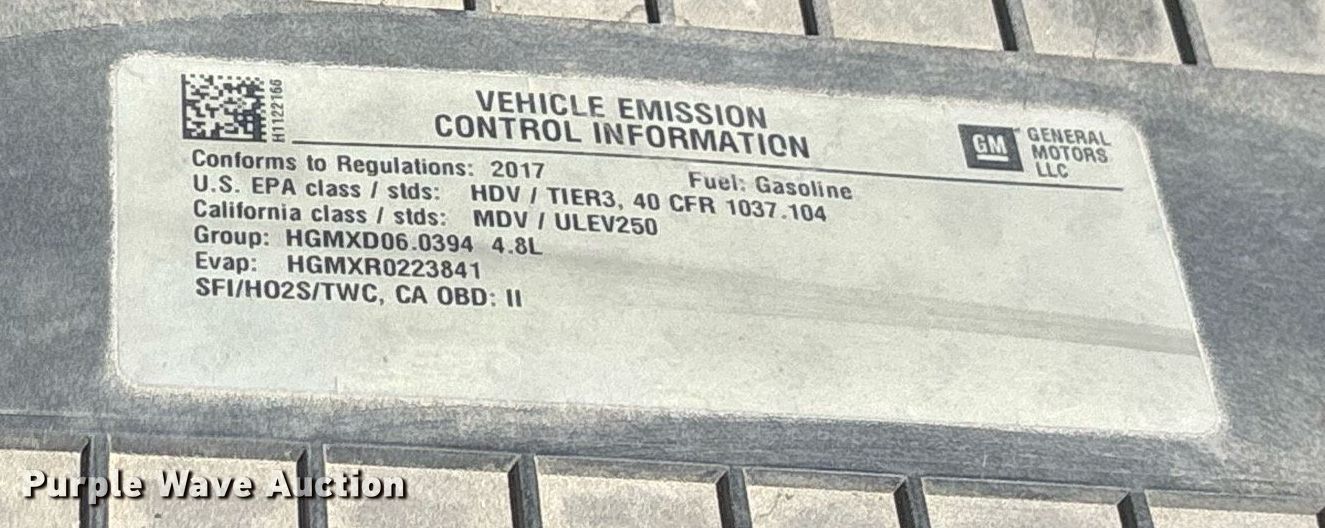 H1122166
VEHICLE EMISSION
CONTROL INFORMATION
GM
GENERAL
MOTORS
LLC
Conforms to Regulations: 2017 Fuel: Gasoline
U.S. EPA class / stds: HDV / TIER3, 40 CFR 1037.104
California class / stds: MDV / ULEV250
Group: HGMXD06.0394 4.8L
Evap: HGMXR0223841
SFI/HO2S/TWC, CA OBD: II
Purple Wave Auction